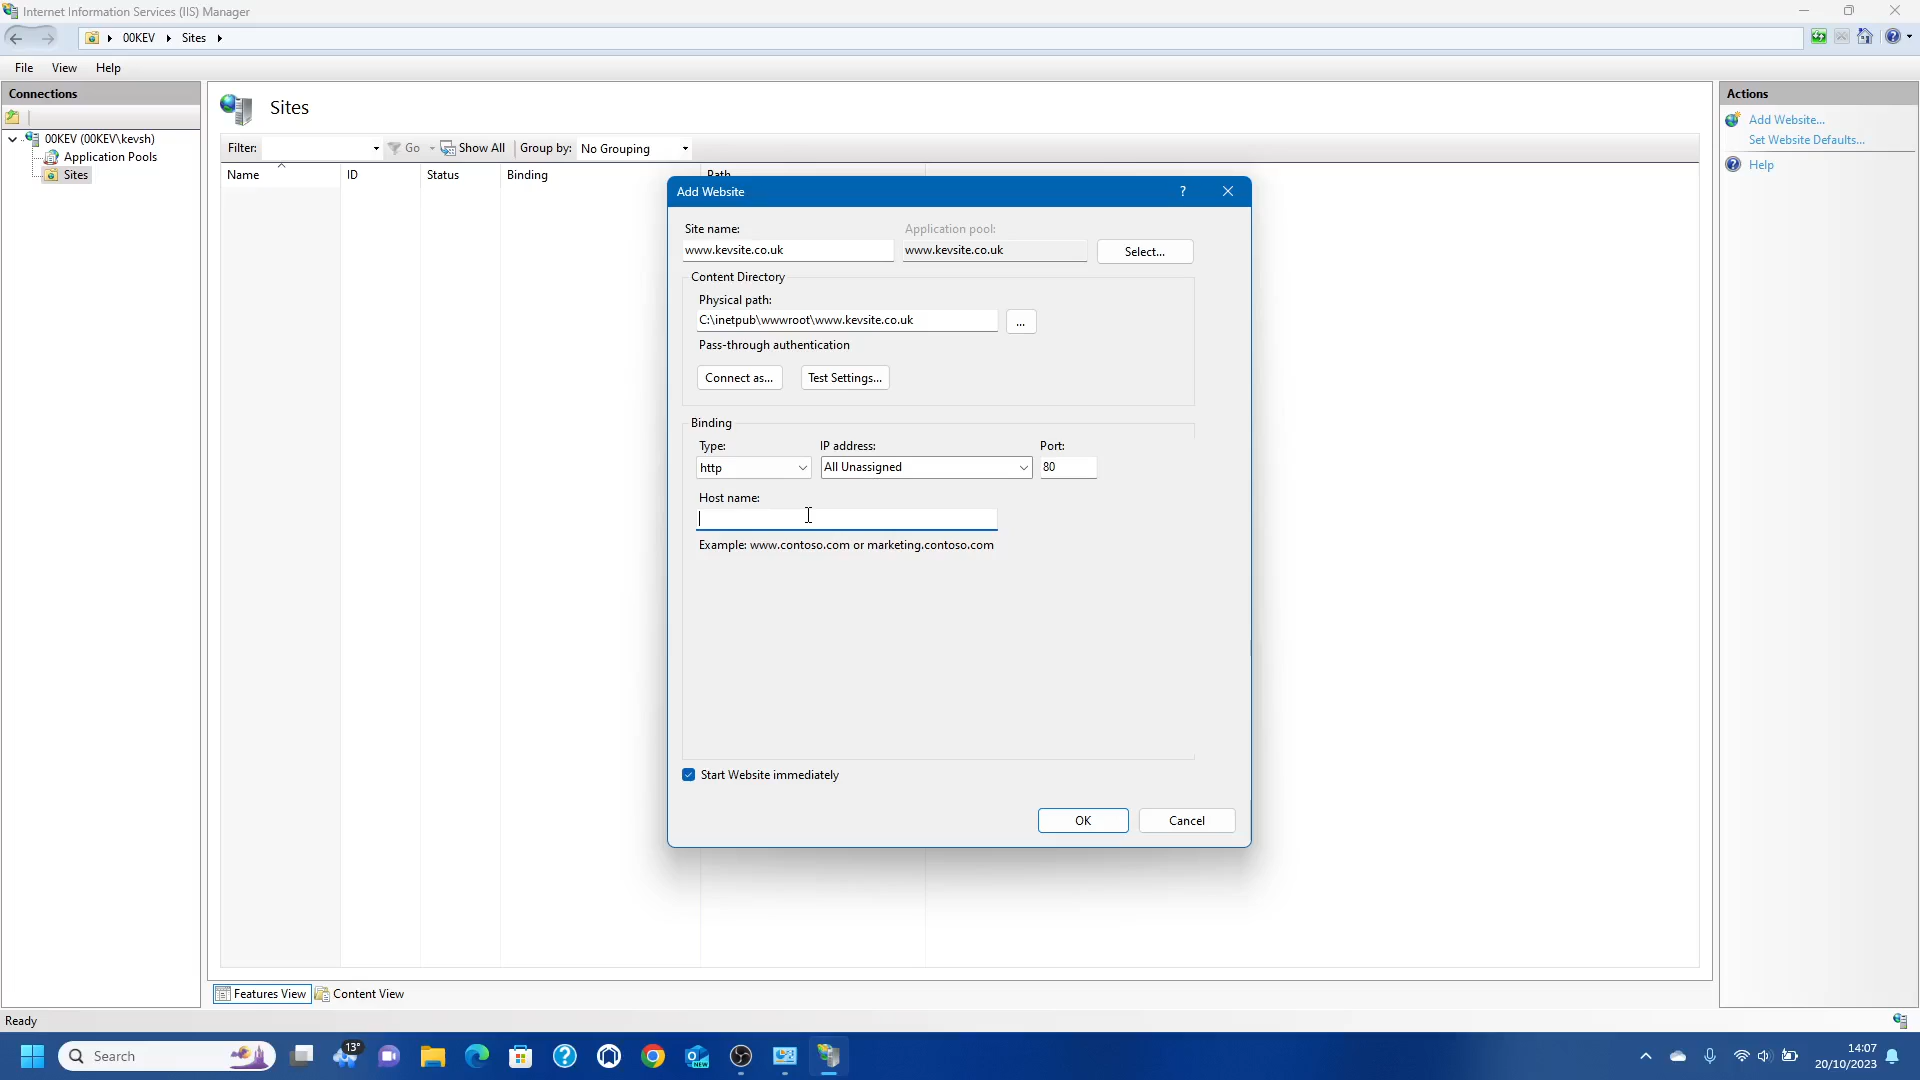 Internet Information Services (IIS) Manager
00KEV
Sites
File View Help
Connections
00KEV (00KEV\kevsh)
Application Pools
Sites
Sites
Filter: Go Show All Group by: No Grouping
Name ID Status Binding Path
Add Website ?
Site name:
www.kevsite.co.uk
Application pool:
www.kevsite.co.uk
Select...
Content Directory
Physical path:
C:\inetpub\wwwroot\www.kevsite.co.uk
...
Pass-through authentication
Connect as... Test Settings...
Binding
Type: IP address: Port:
http All Unassigned 80
Host name:
Example: www.contoso.com or marketing.contoso.com
Start Website immediately
OK Cancel
Actions
Add Website...
Set Website Defaults...
Help
Features View Content View
Ready
Search
13°
NEW
14:07
20/10/2023